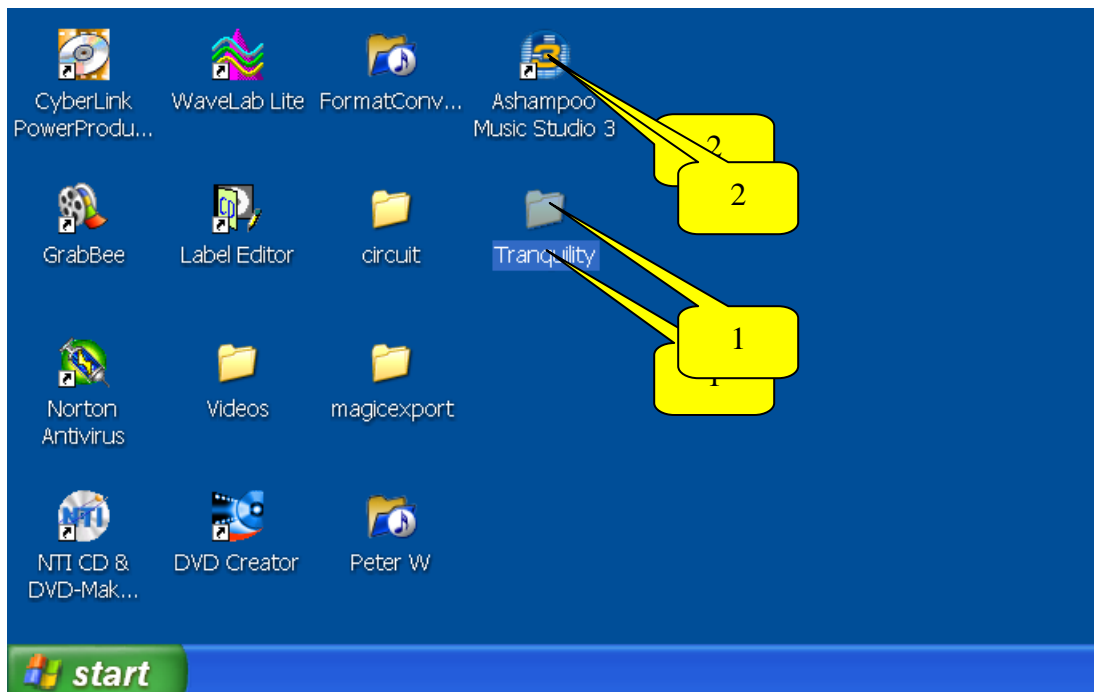 CyberLink
PowerProdu...
WaveLab Lite
FormatConv...
Ashampoo
Music Studio 3
2
2
GrabBee
Label Editor
circuit
Tranquility
1
Norton
Antivirus
Videos
magicexport
NTI CD &
DVD-Mak...
DVD Creator
Peter W
start